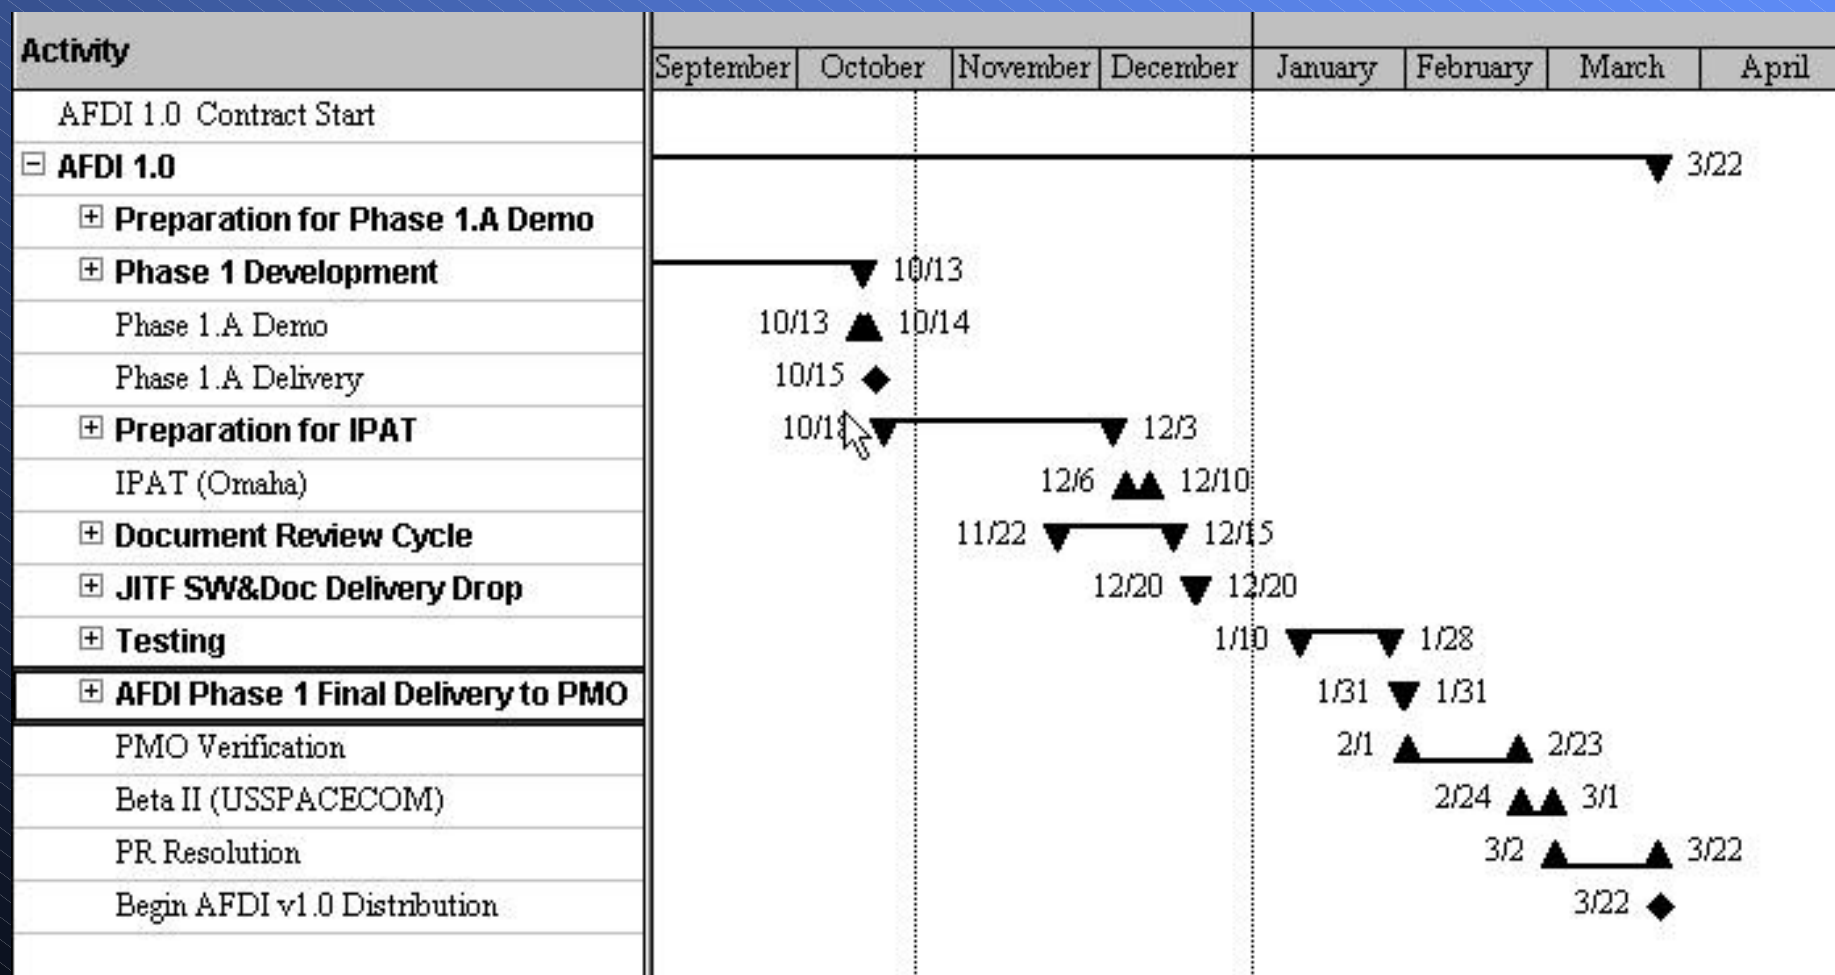 Activity
September October November December January February March April
AFDI 1.0 Contract Start
AFDI 1.0 3/22
Preparation for Phase 1.A Demo
Phase 1 Development 10/13
Phase 1.A Demo 10/13 10/14
Phase 1.A Delivery 10/15
Preparation for IPAT 12/3
IPAT (Omaha) 12/6 12/10
Document Review Cycle 11/22 12/15
JITF SW&Doc Delivery Drop 12/20 12/20
Testing 1/10 1/28
AFDI Phase 1 Final Delivery to PMO 1/31 1/31
PMO Verification 2/1 2/23
Beta II (USSPACECOM) 2/24 3/1
PR Resolution 3/2 3/22
Begin AFDI v1.0 Distribution 3/22